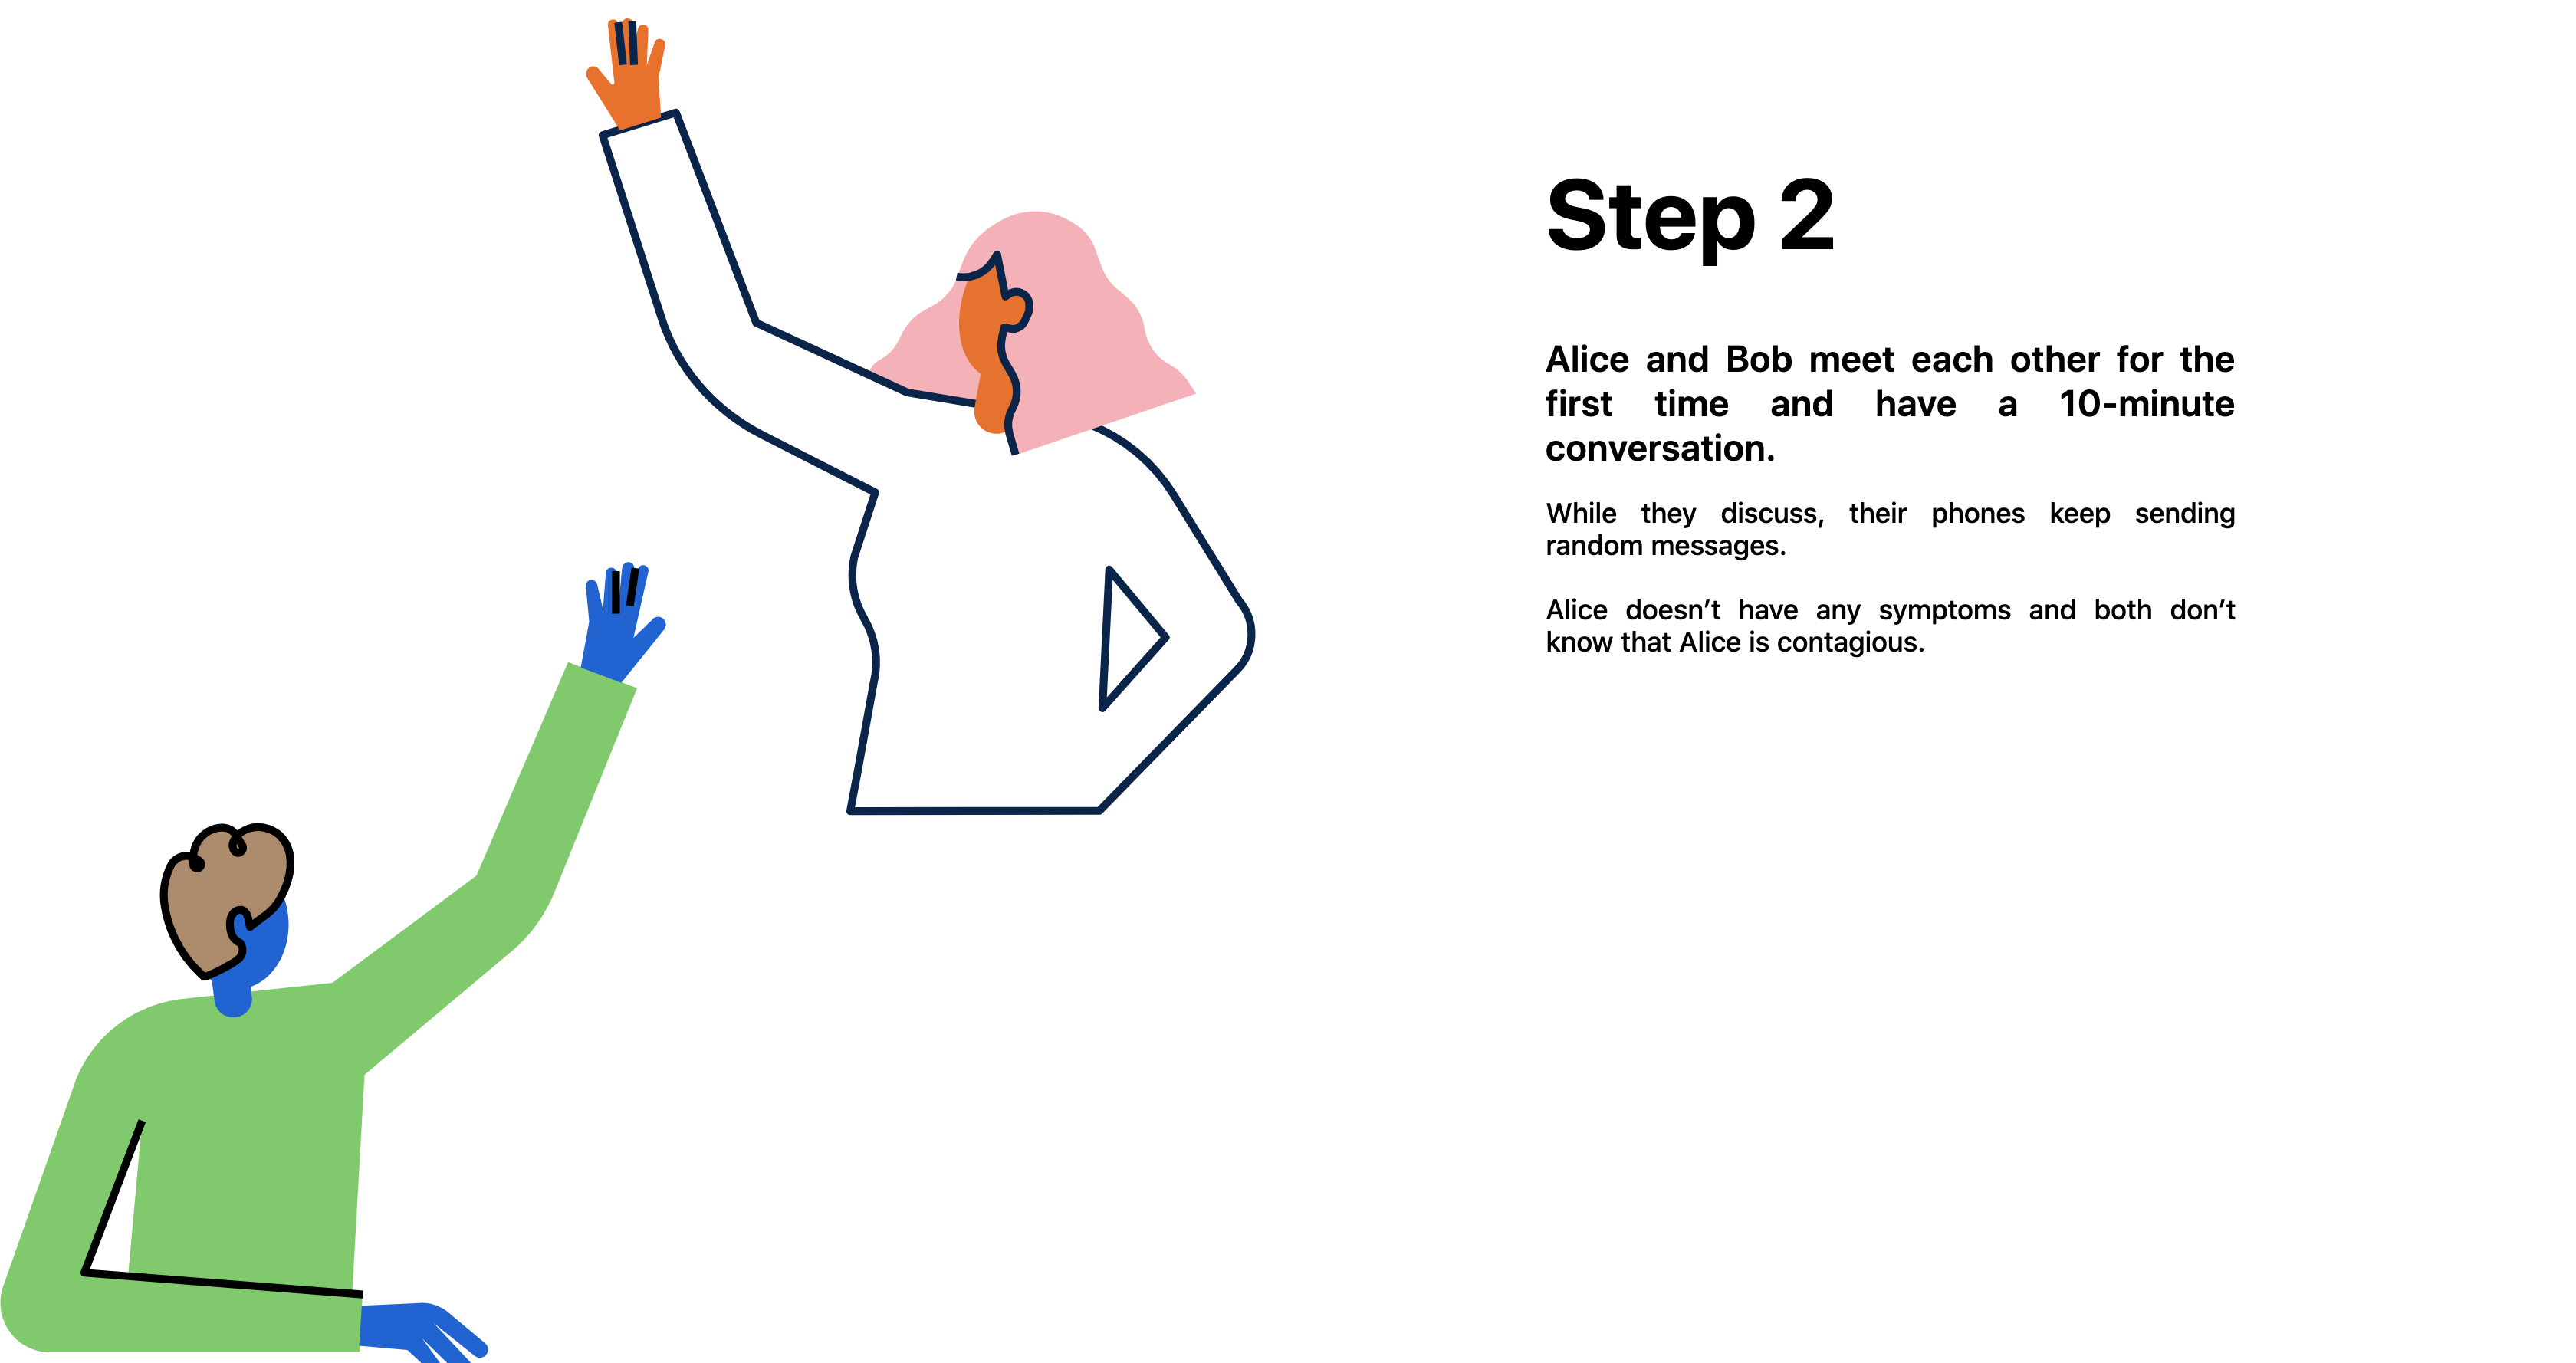 Step 2
Alice and Bob meet each other for the
first time and have a 10-minute
conversation.
While they discuss, their phones keep sending
random messages.
Alice doesn’t have any symptoms and both don’t
know that Alice is contagious.